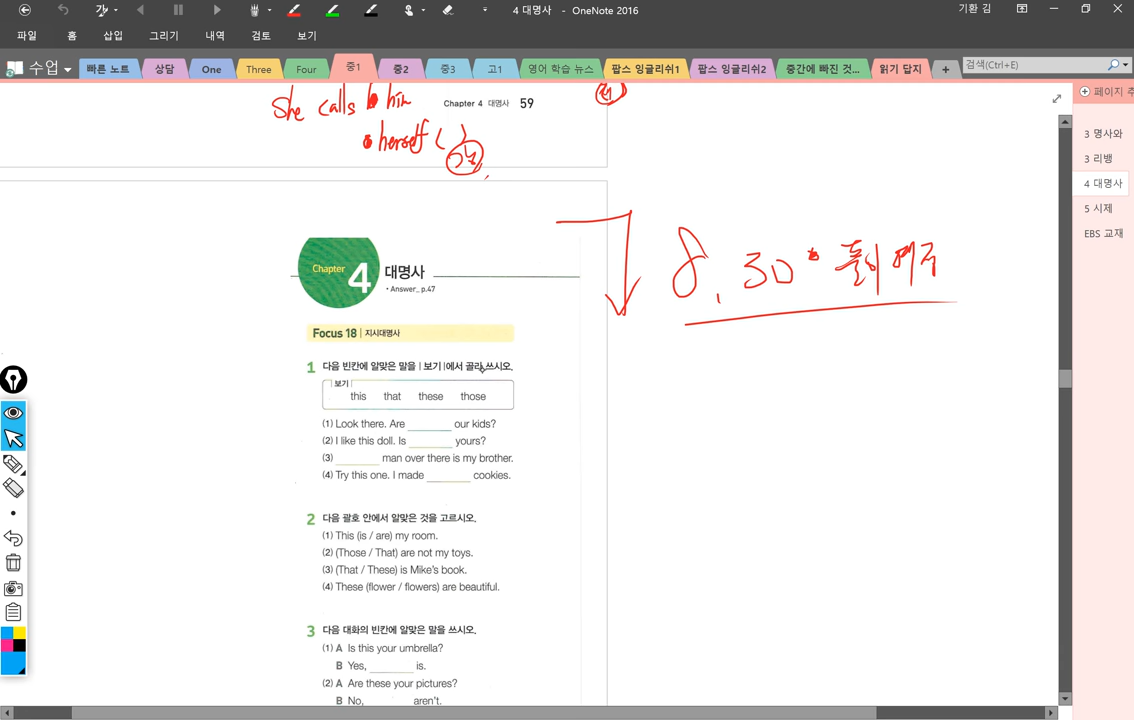 4 대명사 - OneNote 2016
기환 김
파일 홈 삽입 그리기 내역 검토 보기
수업 빠른 노트 상담 One Three Four 중1 중2 중3 고1 영어 학습 뉴스 팝스 잉글리쉬1 팝스 잉글리쉬2 중간에 빠진 것... 읽기 답지 + 검색(Ctrl+E)
페이지 추
3 명사와
3 리뱅
4 대명사
5 시제
EBS 교재
She calls him
Chapter 4 대명사 59
herself ( )
8, 30
Chapter 4 대명사
• Answer_ p.47
Focus 18 | 지시대명사
1 다음 빈칸에 알맞은 말을 | 보기 |에서 골라 쓰시오.
보기
this that these those
(1) Look there. Are ______ our kids?
(2) I like this doll. Is ______ yours?
(3) ______ man over there is my brother.
(4) Try this one. I made ______ cookies.
2 다음 괄호 안에서 알맞은 것을 고르시오.
(1) This (is / are) my room.
(2) (Those / That) are not my toys.
(3) (That / These) is Mike's book.
(4) These (flower / flowers) are beautiful.
3 다음 대화의 빈칸에 알맞은 말을 쓰시오.
(1) A Is this your umbrella?
B Yes, ______ is.
(2) A Are these your pictures?
B No, aren't.